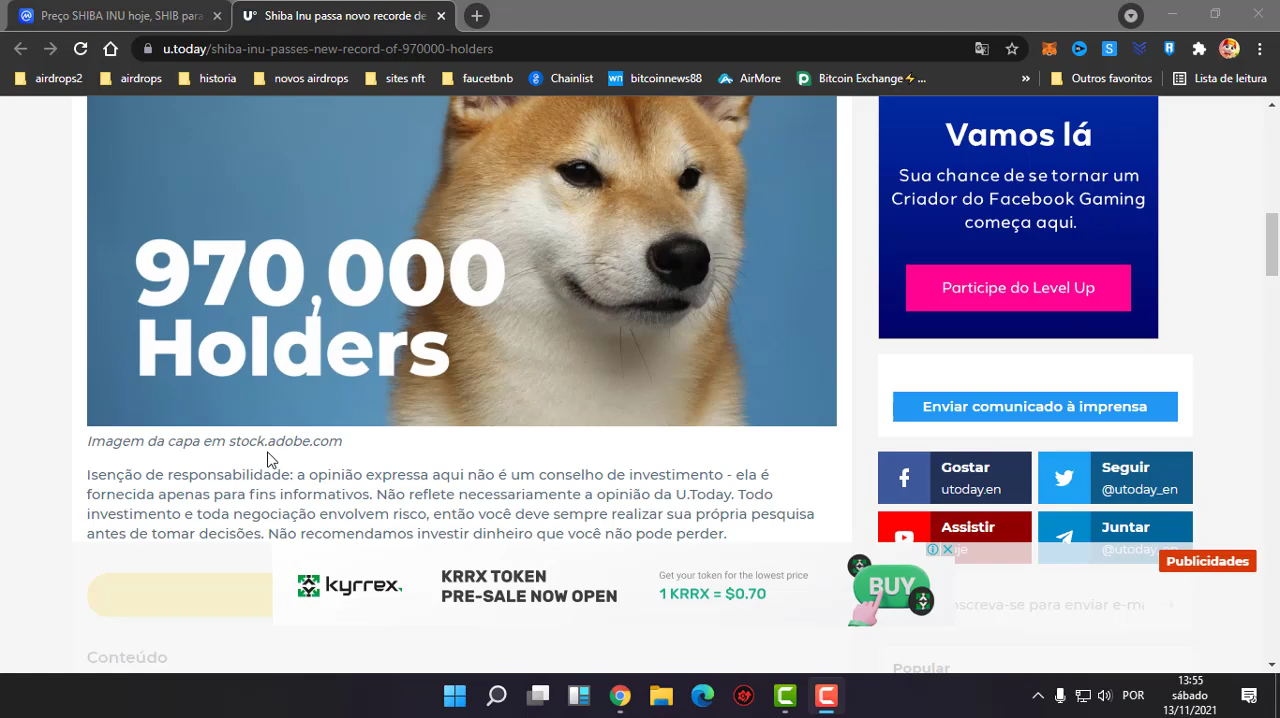 Preço SHIBA INU hoje, SHIB para
Shiba Inu passa novo recorde de
u.today/shiba-inu-passes-new-record-of-970000-holders
airdrops2
airdrops
historia
novos airdrops
sites nft
faucetbnb
Chainlist
bitcoinnews88
AirMore
Bitcoin Exchange⚡...
»
Outros favoritos
Lista de leitura
970,000
Holders
Imagem da capa em stock.adobe.com
Isenção de responsabilidade: a opinião expressa aqui não é um conselho de investimento - ela é
fornecida apenas para fins informativos. Não reflete necessariamente a opinião da U.Today. Todo
investimento e toda negociação envolvem risco, então você deve sempre realizar sua própria pesquisa
antes de tomar decisões. Não recomendamos investir dinheiro que você não pode perder.
Vamos lá
Sua chance de se tornar um
Criador do Facebook Gaming
começa aqui.
Participe do Level Up
Enviar comunicado à imprensa
Gostar
utoday.en
Seguir
@utoday_en
Assistir
Juntar
@utoday_en
Publicidades
kyrrex
KRRX TOKEN
PRE-SALE NOW OPEN
Get your token for the lowest price
1 KRRX = $0.70
BUY
nscreva-se para enviar e-ma
Conteúdo
Popular
POR
13:55
sábado
13/11/2021